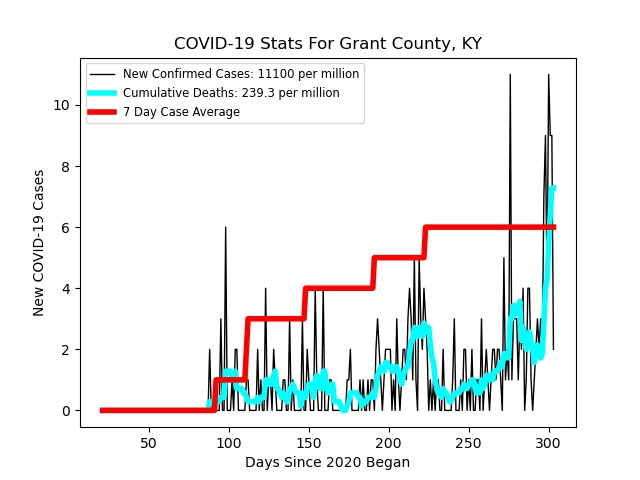 COVID-19 Stats For Grant County, KY
New Confirmed Cases: 11100 per million
Cumulative Deaths: 239.3 per million
7 Day Case Average
New COVID-19 Cases
10
8
6
4
2
0
50 100 150 200 250 300
Days Since 2020 Began